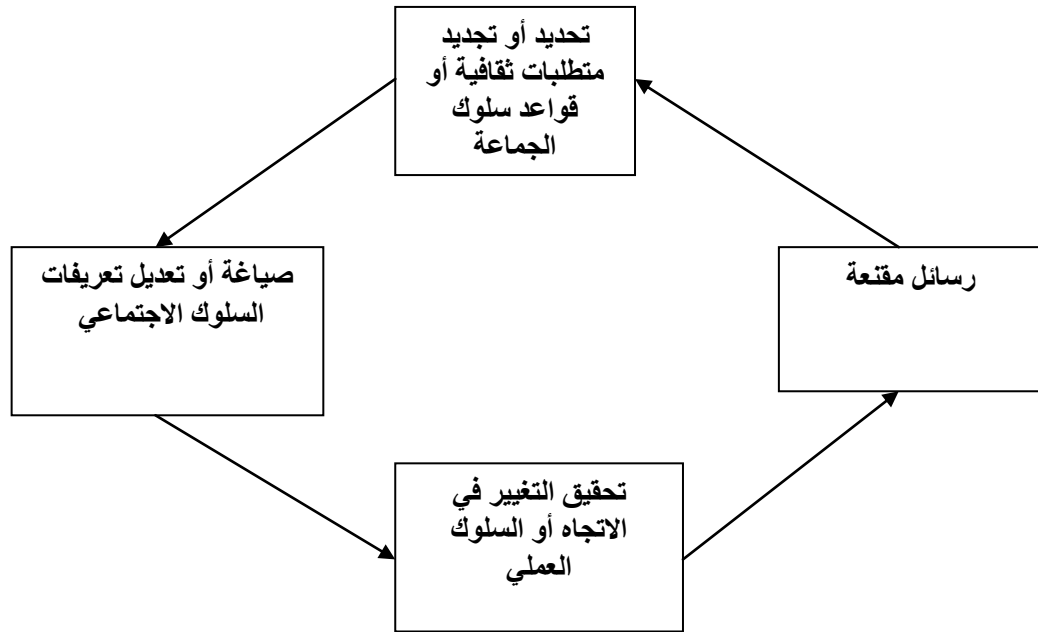 تحديد أو تجديد
متطلبات ثقافية أو
قواعد سلوك
الجماعة
رسائل مقنعة
صياغة أو تعديل تعريفات
السلوك الاجتماعي
تحقيق التغيير في
الاتجاه أو السلوك
العملي